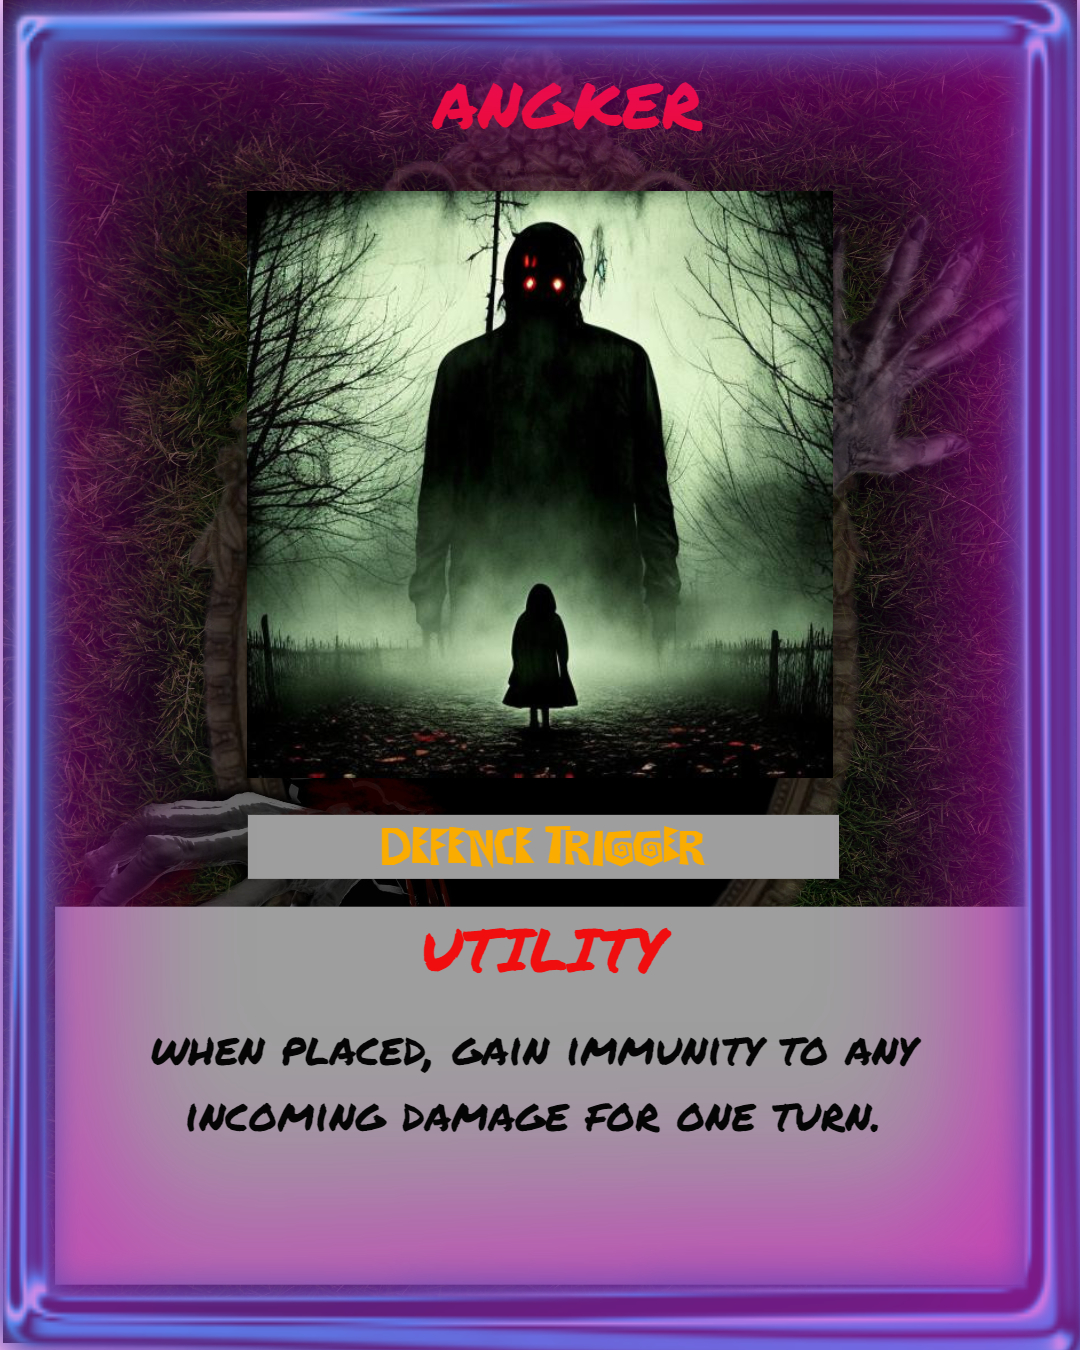 ANGKER
DEFENCE TRIGGER
UTILITY
WHEN PLACED, GAIN IMMUNITY TO ANY
INCOMING DAMAGE FOR ONE TURN.